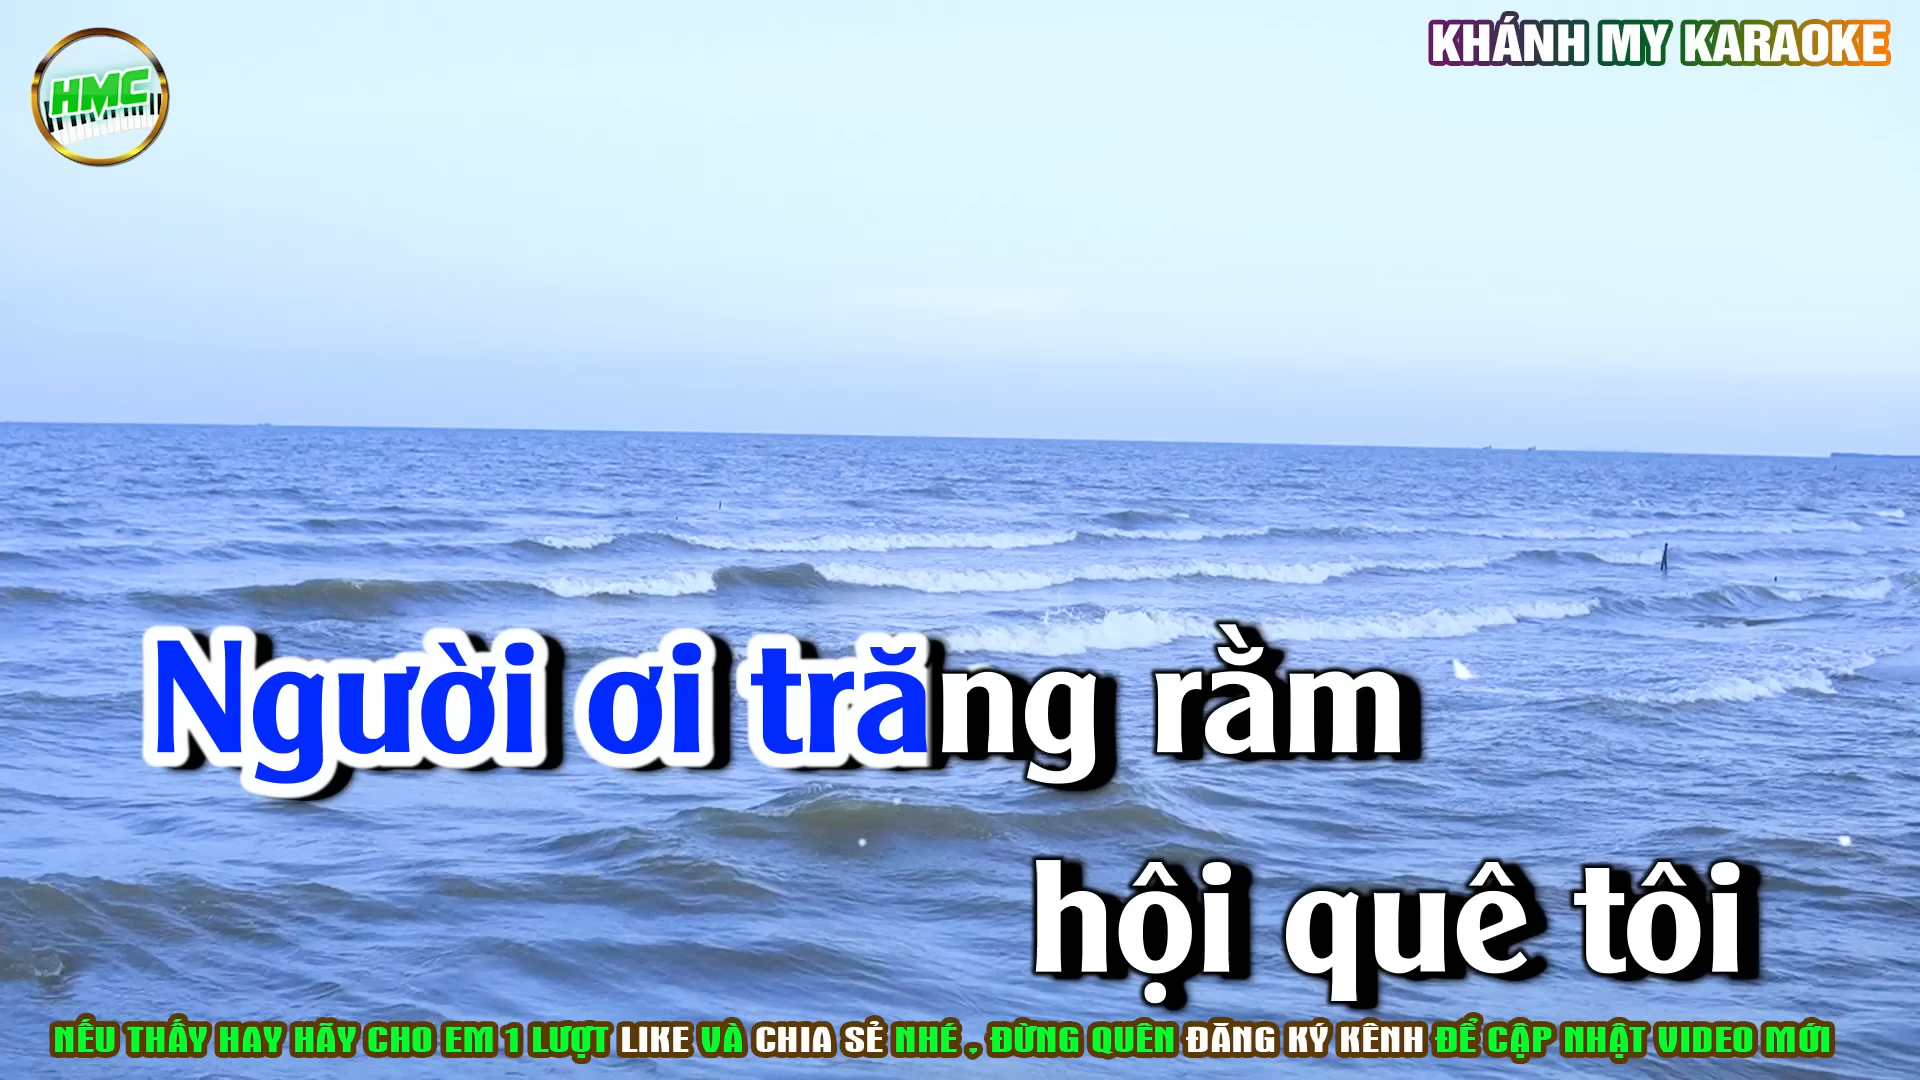 HMC
KHÁNH MY KARAOKE
Người ơi trăng rằm
hội quê tôi
NẾU THẤY HAY HÃY CHO EM 1 LƯỢT LIKE VÀ CHIA SẺ NHÉ , ĐỪNG QUÊN ĐĂNG KÝ KÊNH ĐỂ CẬP NHẬT VIDEO MỚI